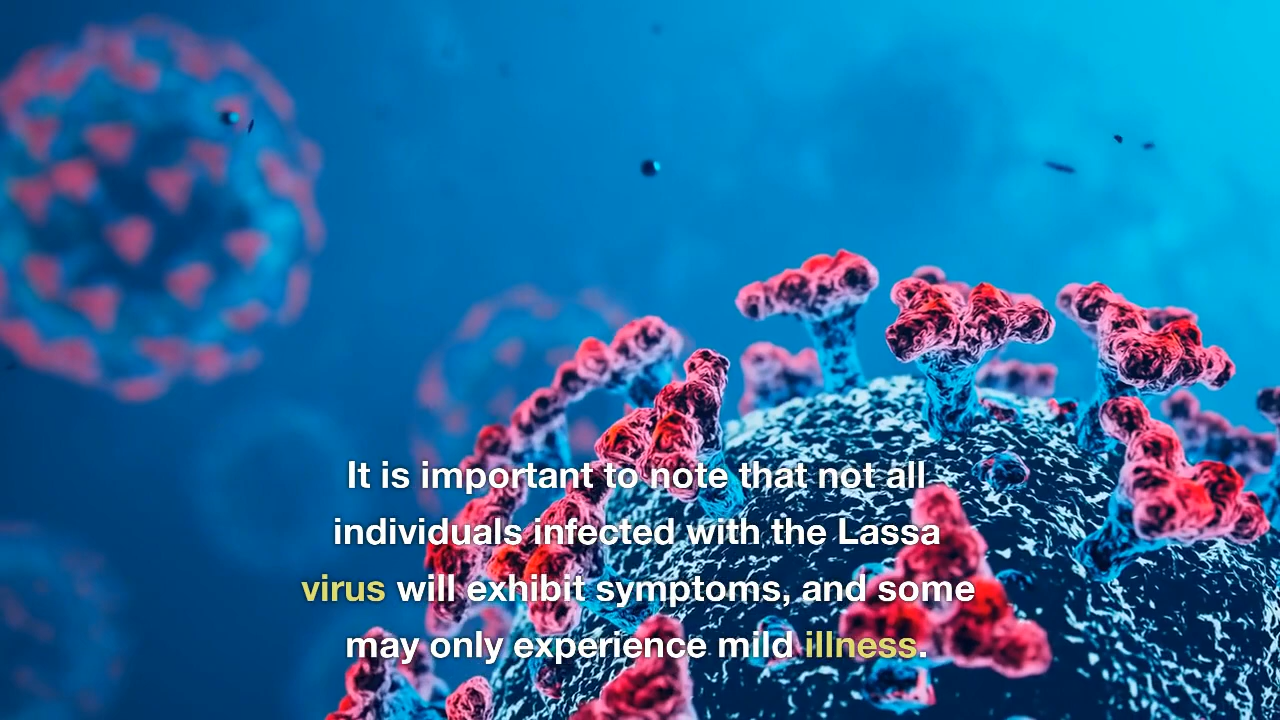 It is important to note that not all
individuals infected with the Lassa
virus will exhibit symptoms, and some
may only experience mild illness.